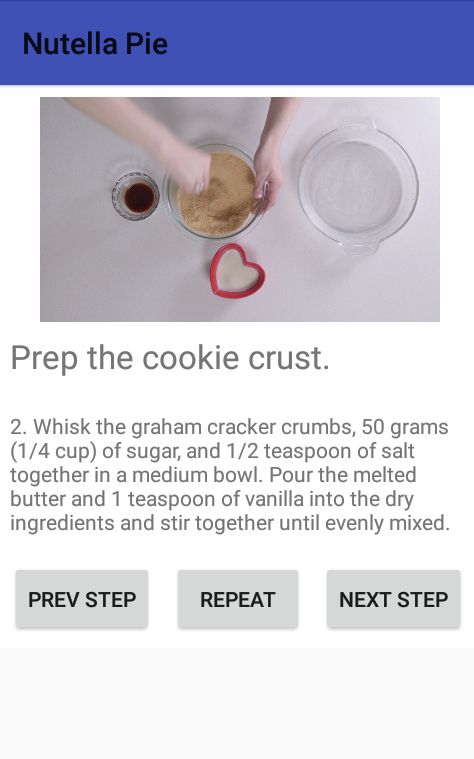 Nutella Pie
Prep the cookie crust.
2. Whisk the graham cracker crumbs, 50 grams
(1/4 cup) of sugar, and 1/2 teaspoon of salt
together in a medium bowl. Pour the melted
butter and 1 teaspoon of vanilla into the dry
ingredients and stir together until evenly mixed.
PREV STEP
REPEAT
NEXT STEP